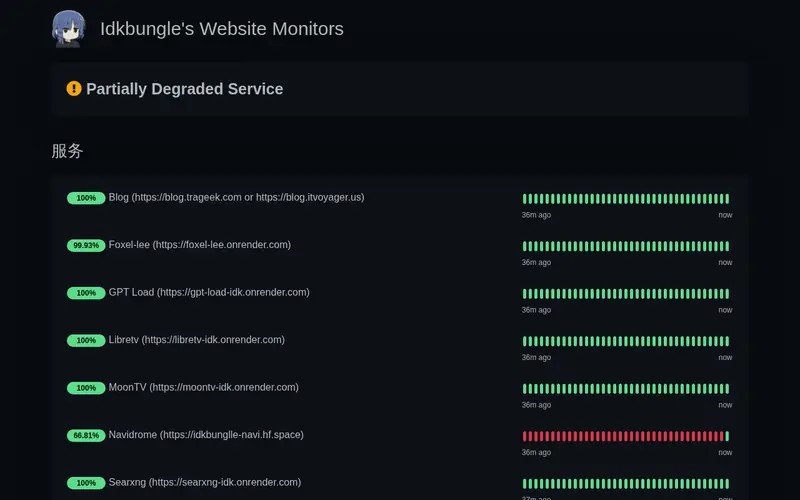 Idkbungle's Website Monitors
Partially Degraded Service
服务
100% Blog (https://blog.trageek.com or https://blog.itvoyager.us)
36m ago now
99.93% Foxel-lee (https://foxel-lee.onrender.com)
36m ago now
100% GPT Load (https://gpt-load-idk.onrender.com)
36m ago now
100% Libretv (https://libretv-idk.onrender.com)
36m ago now
100% MoonTV (https://moontv-idk.onrender.com)
36m ago now
66.81% Navidrome (https://idkbunglle-navi.hf.space)
36m ago now
100% Searxng (https://searxng-idk.onrender.com)
37m ago now